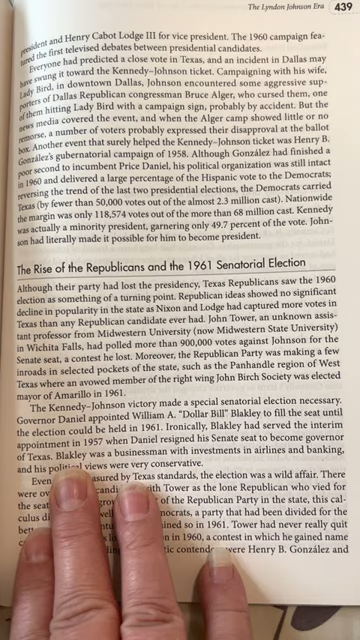 The Lyndon Johnson Era 439
president and Henry Cabot Lodge III for vice president. The 1960 campaign fea-
tured the first televised debates between presidential candidates.
Everyone had predicted a close vote in Texas, and an incident in Dallas may
have swung it toward the Kennedy–Johnson ticket. Campaigning with his wife,
Lady Bird, in downtown Dallas, Johnson encountered some aggressive sup-
porters of Dallas Republican congressman Bruce Alger, who cursed them, one
of them hitting Lady Bird with a campaign sign, probably by accident. But the
news media covered the event, and when the Alger camp showed little or no
remorse, a number of voters probably expressed their disapproval at the ballot
box. Another event that surely helped the Kennedy–Johnson ticket was Henry B.
González's gubernatorial campaign of 1958. Although González had finished a
poor second to incumbent Price Daniel, his political organization was still intact
in 1960 and delivered a large percentage of the Hispanic vote to the Democrats;
reversing the trend of the last two presidential elections, the Democrats carried
Texas (by fewer than 50,000 votes out of the almost 2.3 million cast). Nationwide
the margin was only 118,574 votes out of the more than 68 million cast. Kennedy
was actually a minority president, garnering only 49.7 percent of the vote. John-
son had literally made it possible for him to become president.
The Rise of the Republicans and the 1961 Senatorial Election
Although their party had lost the presidency, Texas Republicans saw the 1960
election as something of a turning point. Republican ideas showed no significant
decline in popularity in the state as Nixon and Lodge had captured more votes in
Texas than any Republican candidate ever had. John Tower, an unknown assis-
tant professor from Midwestern University (now Midwestern State University)
in Wichita Falls, had polled more than 900,000 votes against Johnson for the
Senate seat, a contest he lost. Moreover, the Republican Party was making a few
inroads in selected pockets of the state, such as the Panhandle region of West
Texas where an avowed member of the right wing John Birch Society was elected
mayor of Amarillo in 1961.
The Kennedy–Johnson victory made a special senatorial election necessary.
Governor Daniel appointed William A. "Dollar Bill" Blakley to fill the seat until
the election could be held in 1961. Ironically, Blakley had served the interim
appointment in 1957 when Daniel resigned his Senate seat to become governor
of Texas. Blakley was a businessman with investments in airlines and banking,
and his political views were very conservative.
Even measured by Texas standards, the election was a wild affair. There
were candi with Tower as the lone Republican who vied for
the seat of the Republican Party in the state, this cal-
culus nocrats, a party that had been divided for the
ined so in 1961. Tower had never really quit
n in 1960, a contest in which he gained name
tic contend were Henry B. González and